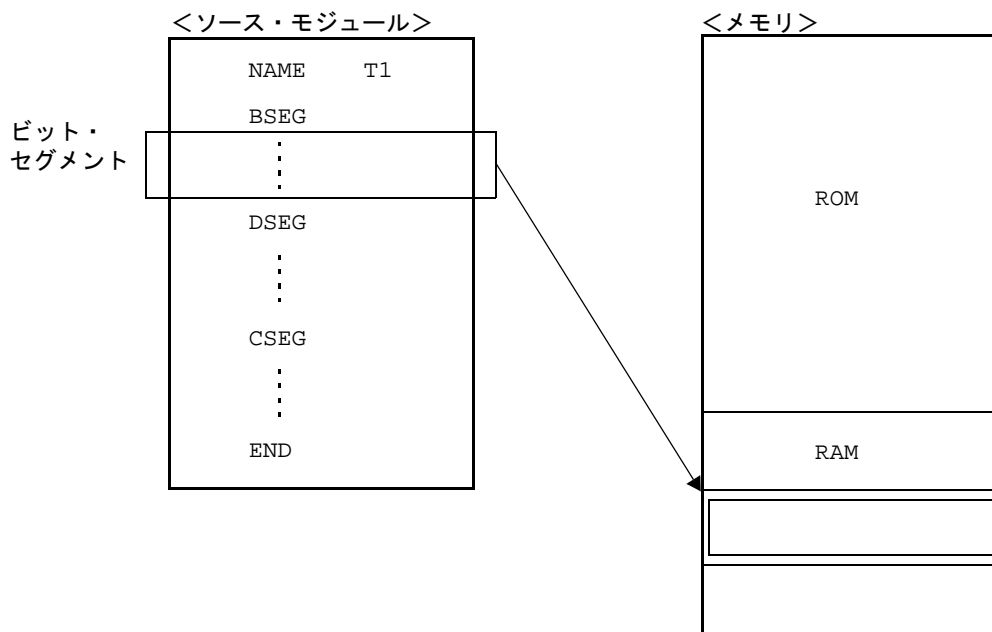 <ソース・モジュール>
NAME T1
BSEG
ビット・
セグメント
DSEG
CSEG
END
<メモリ>
ROM
RAM